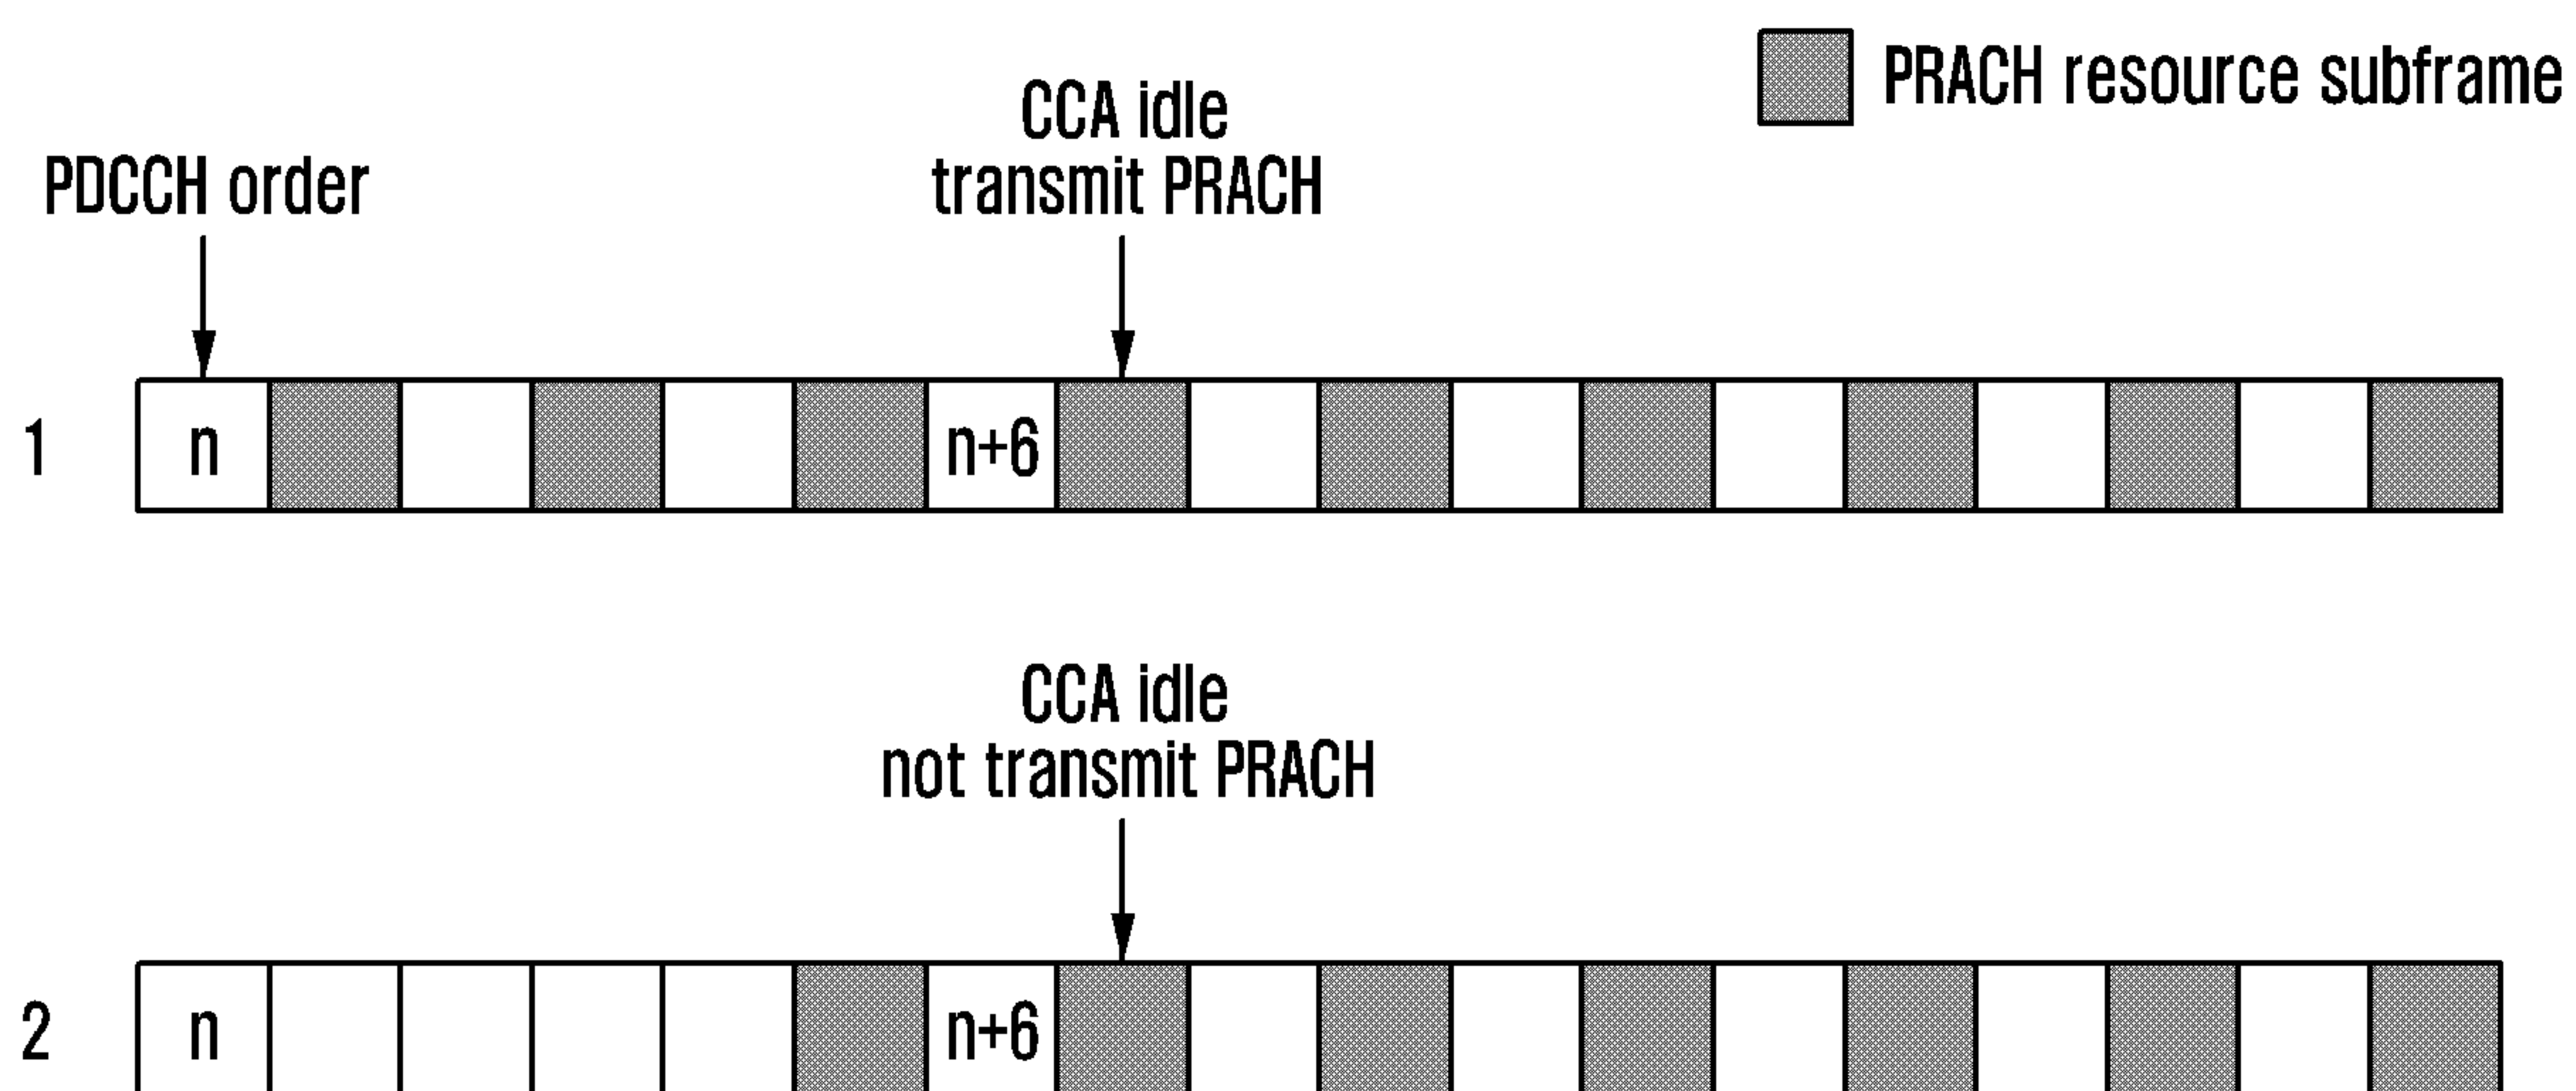 PRACH resource subframe
CCA idle
transmit PRACH
PDCCH order
1
n
n+6
CCA idle
not transmit PRACH
2
n
n+6